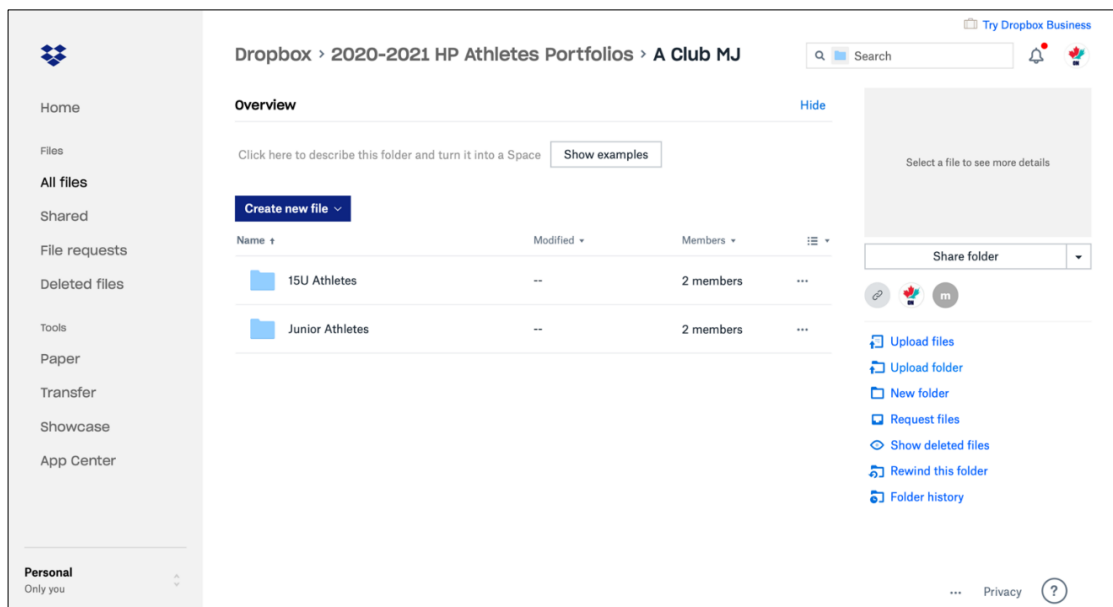 Try Dropbox Business
Dropbox › 2020-2021 HP Athletes Portfolios › A Club MJ
Search
Home
Files
All files
Shared
File requests
Deleted files
Tools
Paper
Transfer
Showcase
App Center
Personal
Only you
Overview
Hide
Click here to describe this folder and turn it into a Space
Show examples
Create new file
Name ↑ Modified Members
15U Athletes -- 2 members ...
Junior Athletes -- 2 members ...
Select a file to see more details
Share folder
m
Upload files
Upload folder
New folder
Request files
Show deleted files
Rewind this folder
Folder history
... Privacy ?